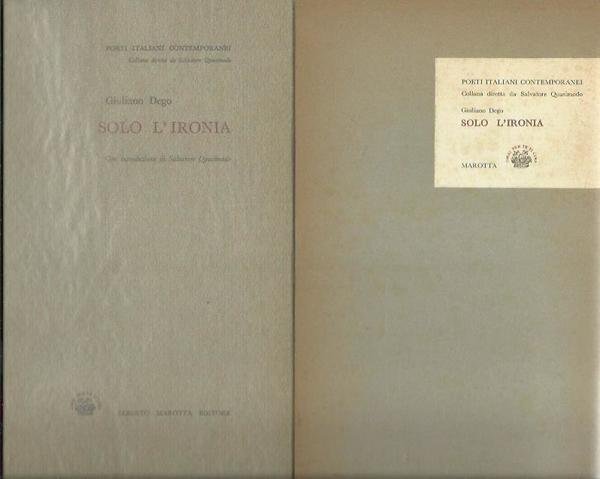 POETI ITALIANI CONTEMPORANEI
Collana diretta da Salvatore Quasimodo
Giuliano Dego
SOLO L'IRONIA
Con introduzione di Salvatore Quasimodo
ALBERTO MAROTTA EDITORE
POETI ITALIANI CONTEMPORANEI
Collana diretta da Salvatore Quasimodo
Giuliano Dego
SOLO L'IRONIA
MAROTTA